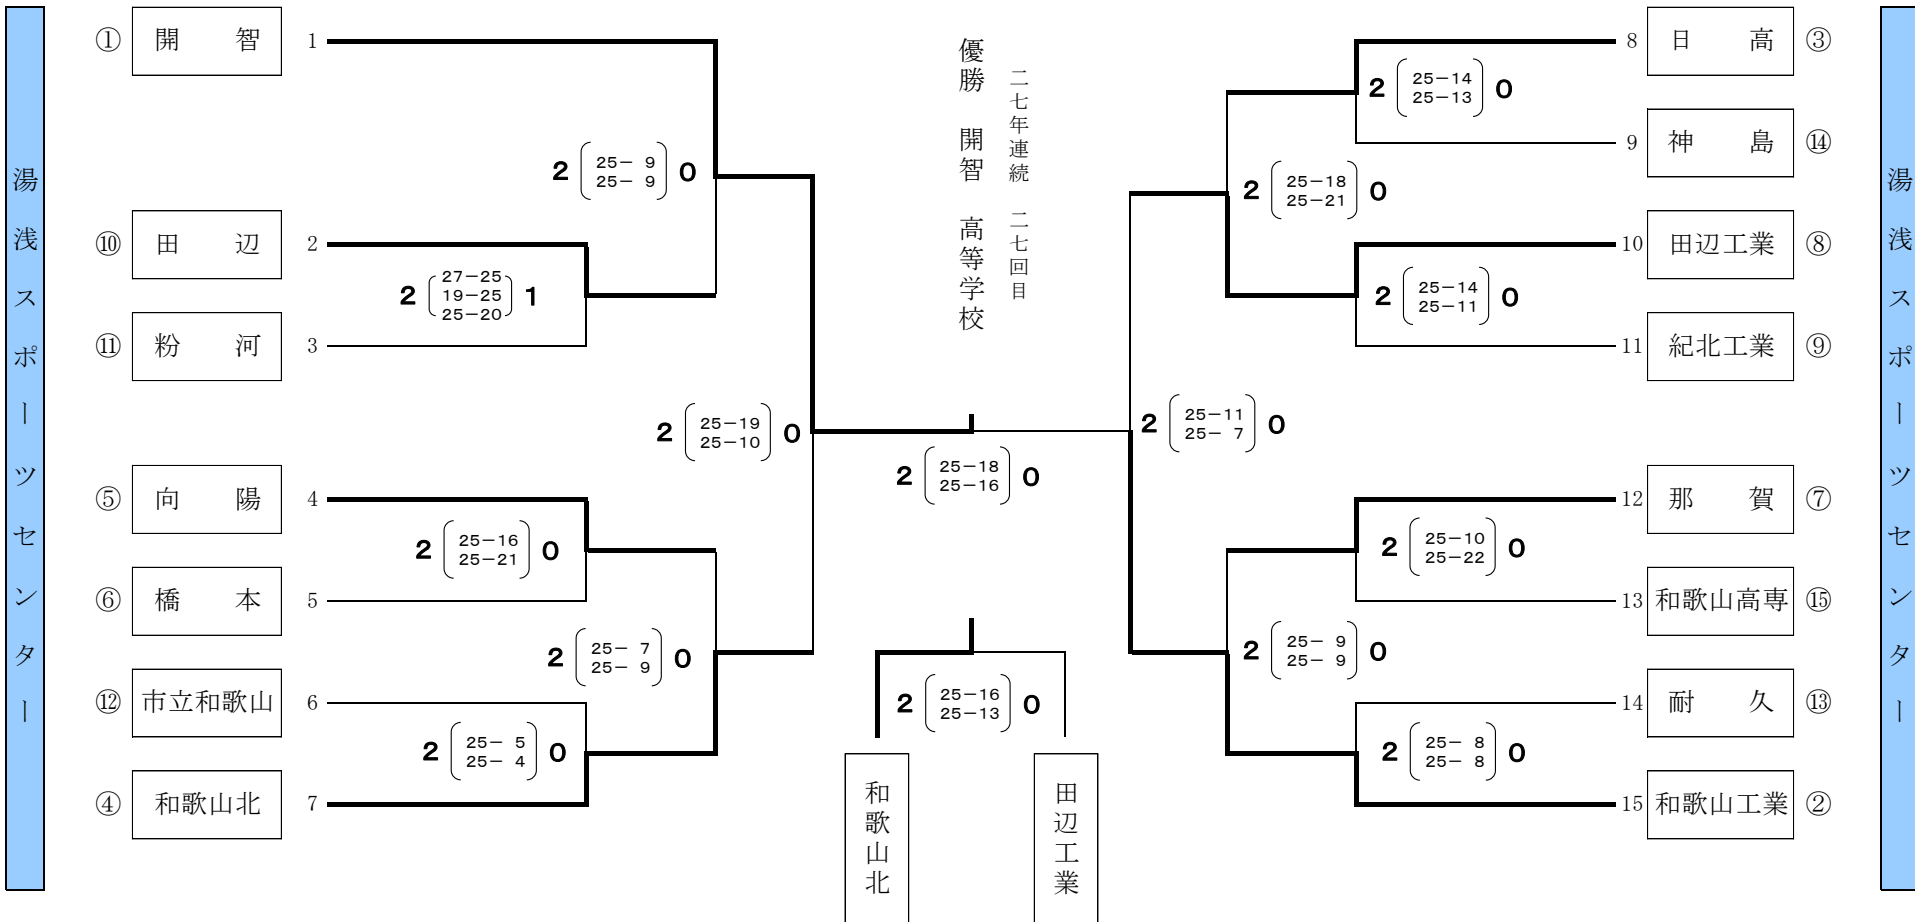 湯浅スポーツセンター
① 開智 1
2 25－ 9 0
25－ 9
⑩ 田辺 2
2 27－25 1
19－25
25－20
⑪ 粉河 3
2 25－19 0
25－10
⑤ 向陽 4
2 25－16 0
25－21
⑥ 橋本 5
2 25－ 7 0
25－ 9
⑫ 市立和歌山 6
2 25－ 5 0
25－ 4
④ 和歌山北 7
二七年連続 二七回目
優勝 開智 高等学校
2 25－18 0
25－16
2 25－16 0
25－13
和歌山北
田辺工業
8 日高 ③
2 25－14 0
25－13
9 神島 ⑭
2 25－18 0
25－21
10 田辺工業 ⑧
2 25－14 0
25－11
11 紀北工業 ⑨
2 25－11 0
25－ 7
12 那賀 ⑦
2 25－10 0
25－22
13 和歌山高専 ⑮
2 25－ 9 0
25－ 9
14 耐久 ⑬
2 25－ 8 0
25－ 8
15 和歌山工業 ②
湯浅スポーツセンター